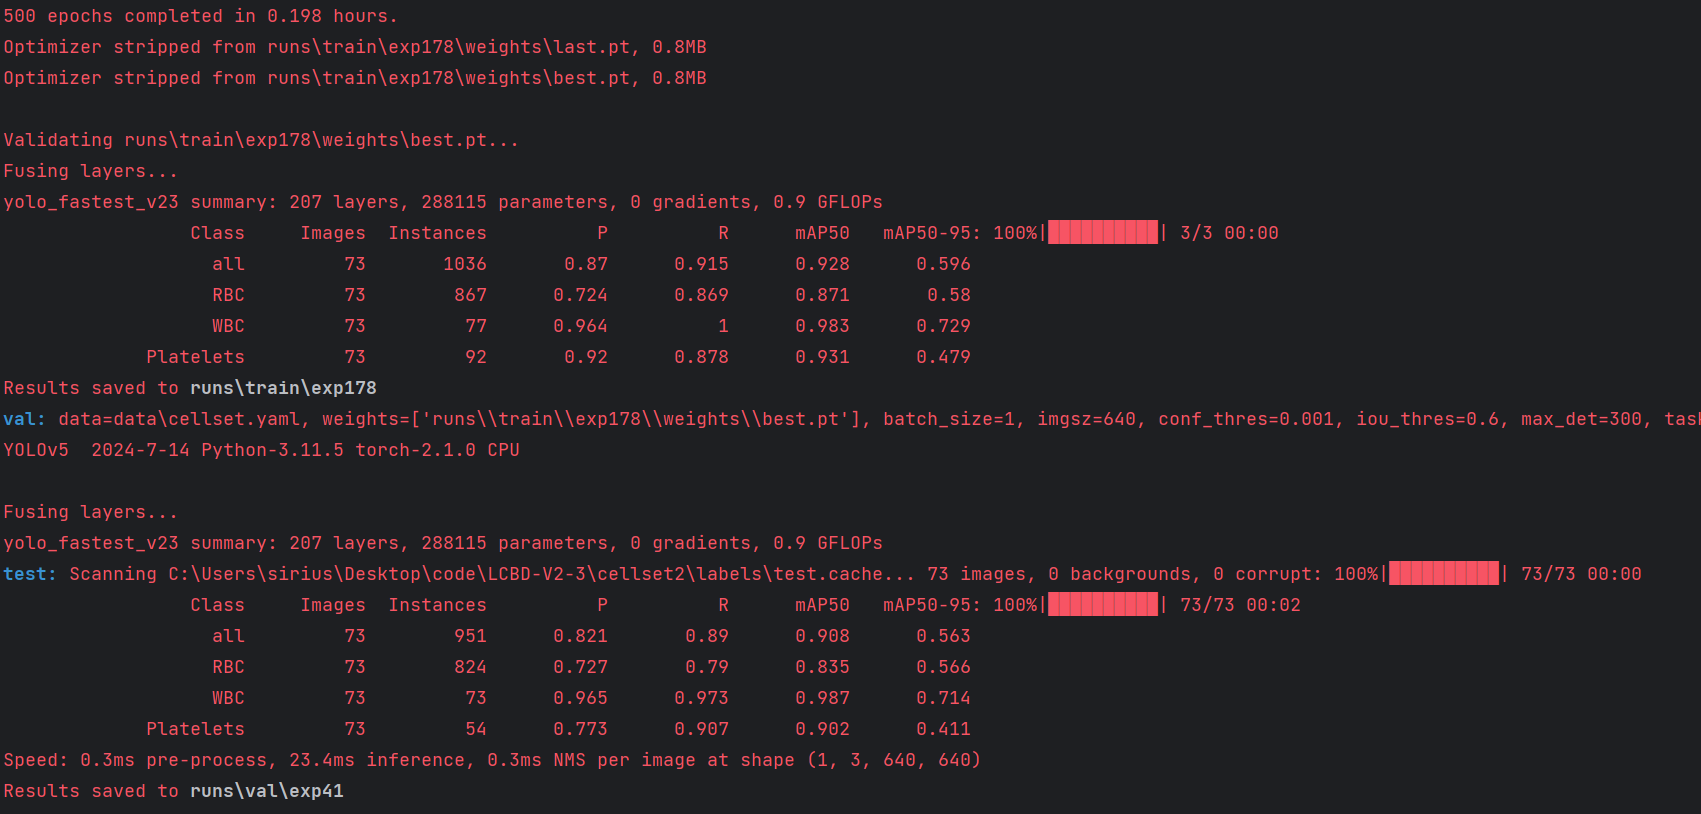 500 epochs completed in 0.198 hours.
Optimizer stripped from runs\train\exp178\weights\last.pt, 0.8MB
Optimizer stripped from runs\train\exp178\weights\best.pt, 0.8MB
Validating runs\train\exp178\weights\best.pt...
Fusing layers...
yolo_fastest_v23 summary: 207 layers, 288115 parameters, 0 gradients, 0.9 GFLOPs
Class Images Instances P R mAP50 mAP50-95: 100%|██████████| 3/3 00:00
all 73 1036 0.87 0.915 0.928 0.596
RBC 73 867 0.724 0.869 0.871 0.58
WBC 73 77 0.964 1 0.983 0.729
Platelets 73 92 0.92 0.878 0.931 0.479
Results saved to runs\train\exp178
val: data=data\cellset.yaml, weights=['runs\\train\\exp178\\weights\\best.pt'], batch_size=1, imgsz=640, conf_thres=0.001, iou_thres=0.6, max_det=300, task
YOLOv5 2024-7-14 Python-3.11.5 torch-2.1.0 CPU
Fusing layers...
yolo_fastest_v23 summary: 207 layers, 288115 parameters, 0 gradients, 0.9 GFLOPs
test: Scanning C:\Users\sirius\Desktop\code\LCBD-V2-3\cellset2\labels\test.cache... 73 images, 0 backgrounds, 0 corrupt: 100%|██████████| 73/73 00:00
Class Images Instances P R mAP50 mAP50-95: 100%|██████████| 73/73 00:02
all 73 951 0.821 0.89 0.908 0.563
RBC 73 824 0.727 0.79 0.835 0.566
WBC 73 73 0.965 0.973 0.987 0.714
Platelets 73 54 0.773 0.907 0.902 0.411
Speed: 0.3ms pre-process, 23.4ms inference, 0.3ms NMS per image at shape (1, 3, 640, 640)
Results saved to runs\val\exp41